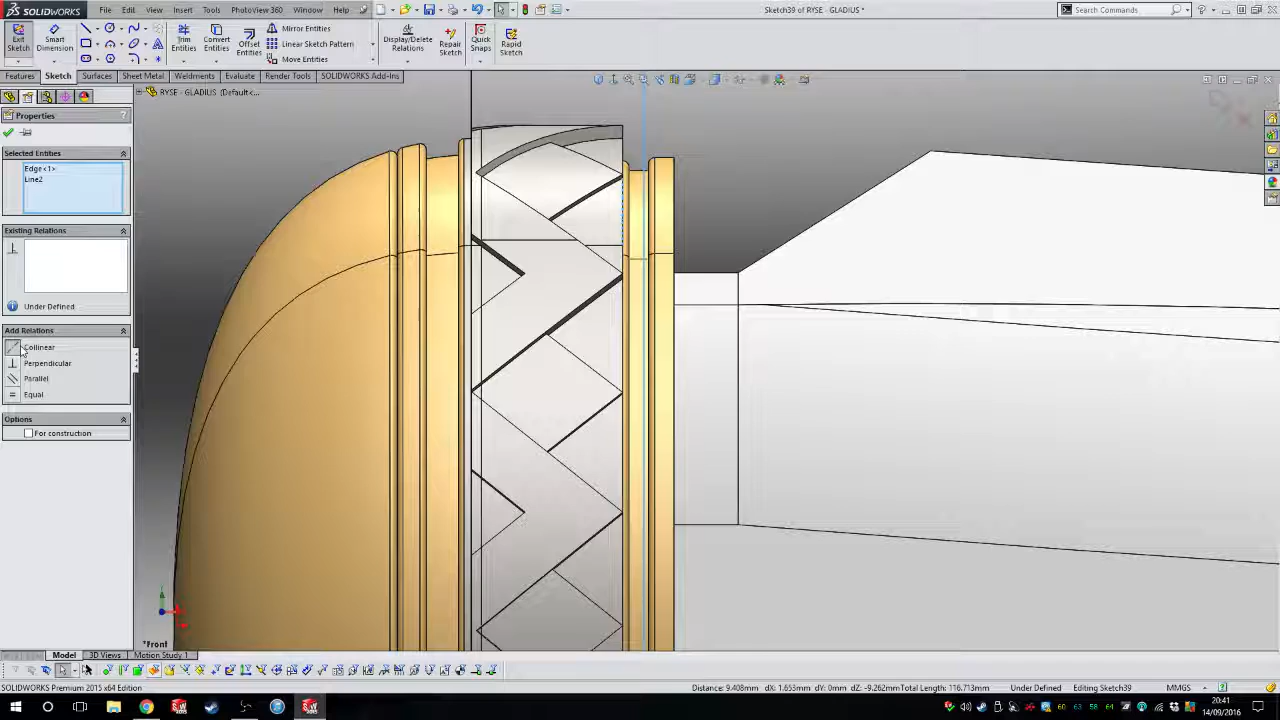 SOLIDWORKS
File Edit View Insert Tools PhotoView 360 Window Help
Sketch39 of RYSE - GLADIUS *
Search Commands
Exit Sketch
Smart Dimension
Trim Entities
Convert Entities
Offset Entities
Mirror Entities
Linear Sketch Pattern
Move Entities
Display/Delete Relations
Repair Sketch
Quick Snaps
Rapid Sketch
Features Sketch Surfaces Sheet Metal Weldments Evaluate Render Tools SOLIDWORKS Add-Ins
RYSE - GLADIUS (Default<...
Properties ?
Selected Entities
Edge<1>
Line2
Existing Relations
Under Defined
Add Relations
Collinear
Perpendicular
Parallel
Equal
Options
For construction
*Front
Model 3D Views Motion Study 1
SOLIDWORKS Premium 2015 x64 Edition
Distance: 9.408mm dX: 1.653mm dY: 0mm dZ: -9.262mm Total Length: 116.713mm Under Defined Editing Sketch39 MMGS
60 63 58 64
20:41
14/09/2016